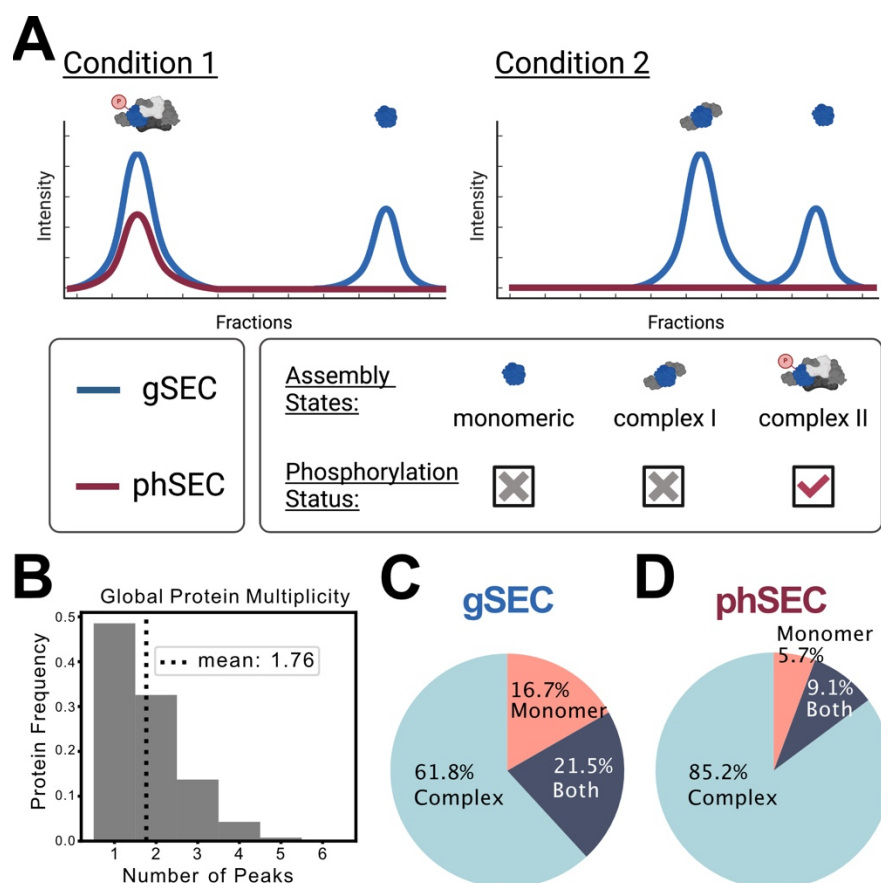 A
Condition 1
Condition 2
P
Intensity
Fractions
Intensity
Fractions
gSEC
phSEC
Assembly
States:
P
monomeric
complex I
complex II
Phosphorylation
Status:
B
Global Protein Multiplicity
Protein Frequency
0.5
0.4
0.3
0.2
0.1
0.0
mean: 1.76
1 2 3 4 5 6
Number of Peaks
C
gSEC
16.7%
Monomer
61.8%
Complex
21.5%
Both
D
phSEC
Monomer
5.7%
9.1%
Both
85.2%
Complex